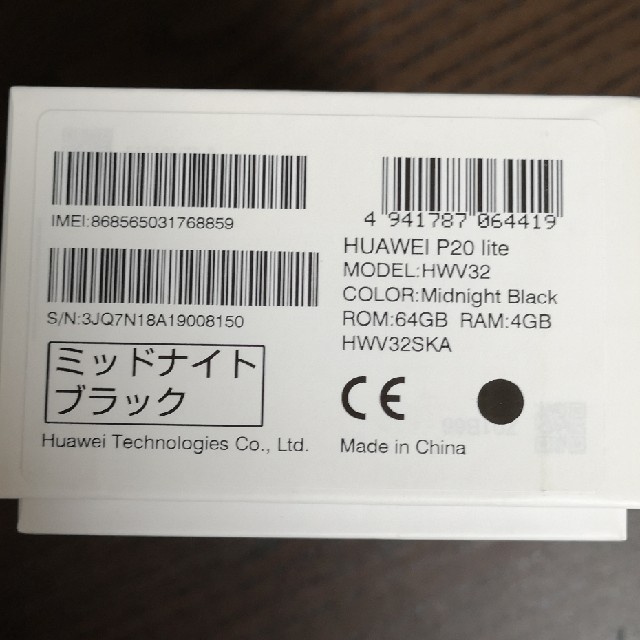 IMEI:868565031768859
S/N:3JQ7N18A19008150
ミッドナイト
ブラック
Huawei Technologies Co., Ltd.
4 941787 064419
HUAWEI P20 lite
MODEL:HWV32
COLOR:Midnight Black
ROM:64GB RAM:4GB
HWV32SKA
CE
Made in China